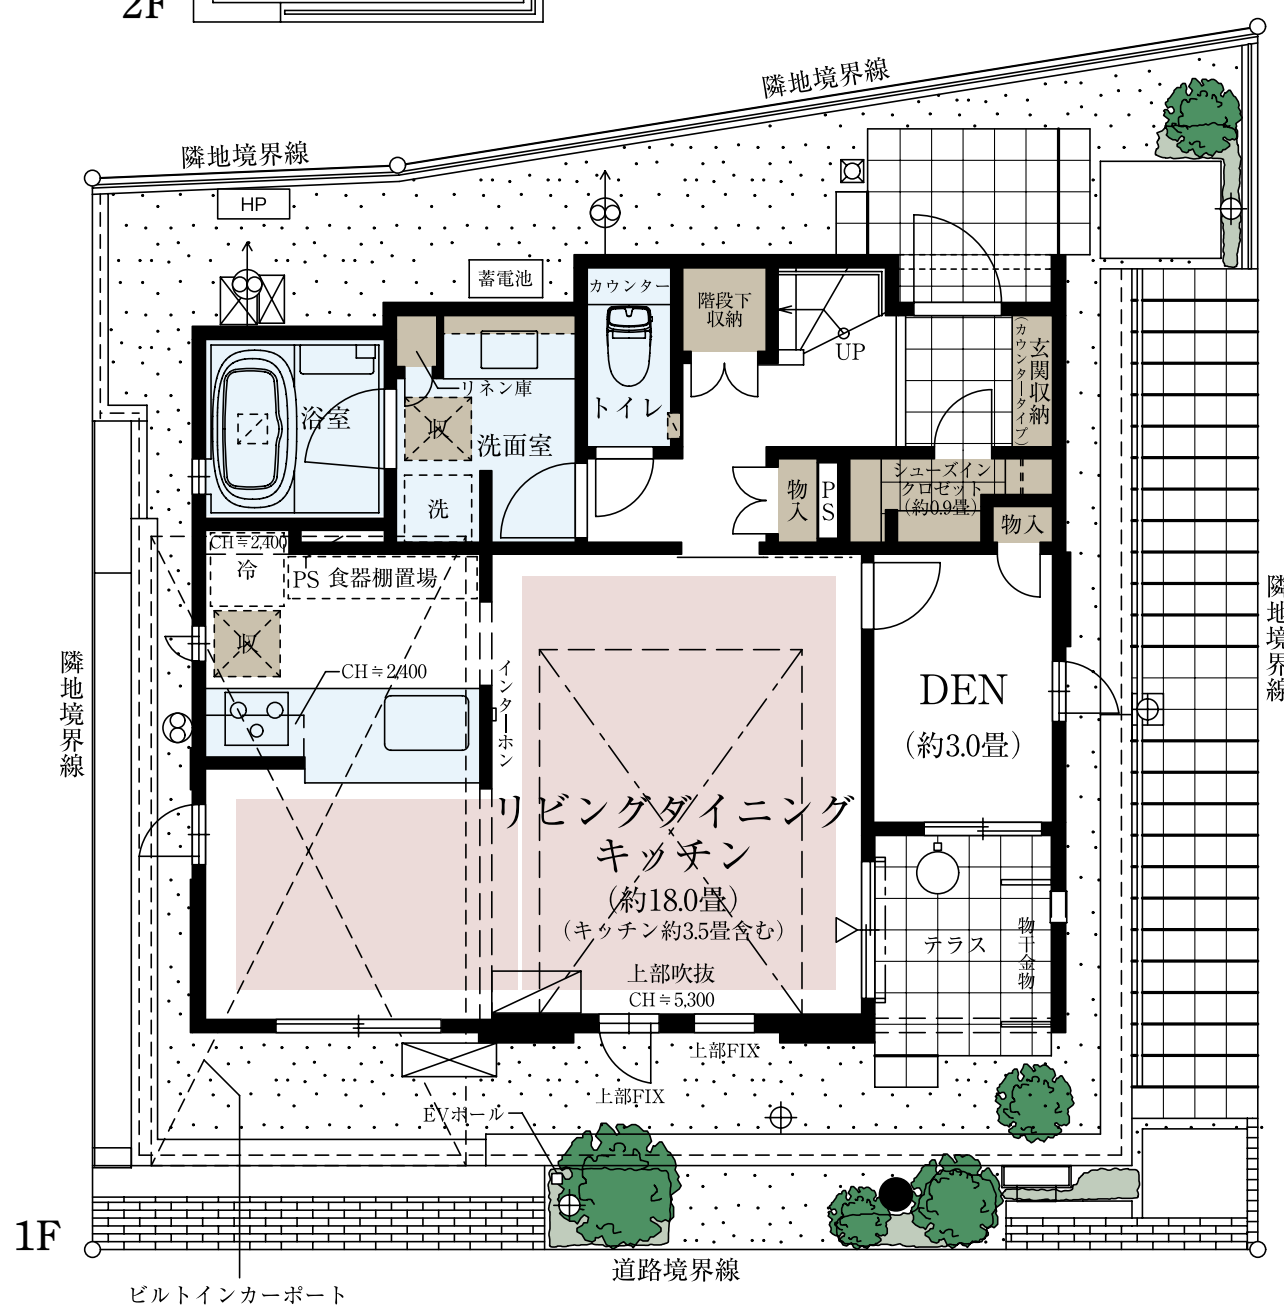 2F
隣地境界線
隣地境界線
HP
蓄電池
カウンター
階段下
収納
UP
玄関収納
(カウンタータイプ)
リネン庫
トイレ
浴室
収
洗面室
洗
物入
PS
シューズイン
クロゼット
(約0.9畳)
物入
CH≒2,400
冷
PS 食器棚置場
収
CH≒2,400
インターホン
隣地境界線
隣地境界線
DEN
(約3.0畳)
リビングダイニング
キッチン
(約18.0畳)
(キッチン約3.5畳含む)
上部吹抜
CH≒5,300
テラス
物干金物
上部FIX
上部FIX
EVポール
1F
道路境界線
ビルトインカーポート